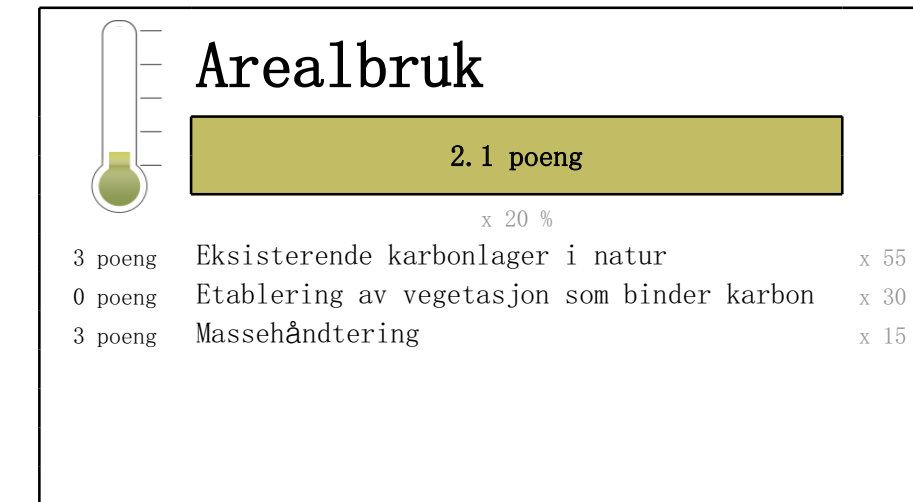 Arealbruk
2.1 poeng
x 20 %
3 poeng Eksisterende karbonlager i natur x 55
0 poeng Etablering av vegetasjon som binder karbon x 30
3 poeng Massehåndtering x 15